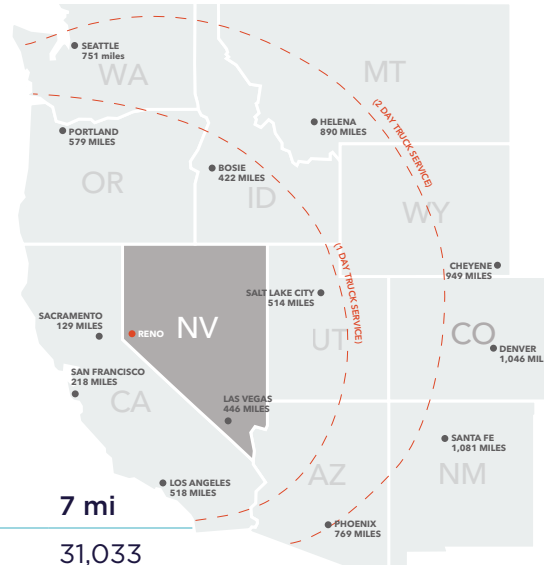 SEATTLE
751 miles
WA
MT
(2 DAY TRUCK SERVICE)
HELENA
890 MILES
PORTLAND
579 MILES
BOSIE
422 MILES
OR
ID
WY
(1 DAY TRUCK SERVICE)
CHEYENE
949 MILES
SALT LAKE CITY
514 MILES
SACRAMENTO
129 MILES
RENO
NV
UT
CO
DENVER
1,046 MILES
SAN FRANCISCO
218 MILES
CA
LAS VEGAS
446 MILES
SANTA FE
1,081 MILES
AZ
NM
LOS ANGELES
518 MILES
7 mi
PHOENIX
769 MILES
31,033